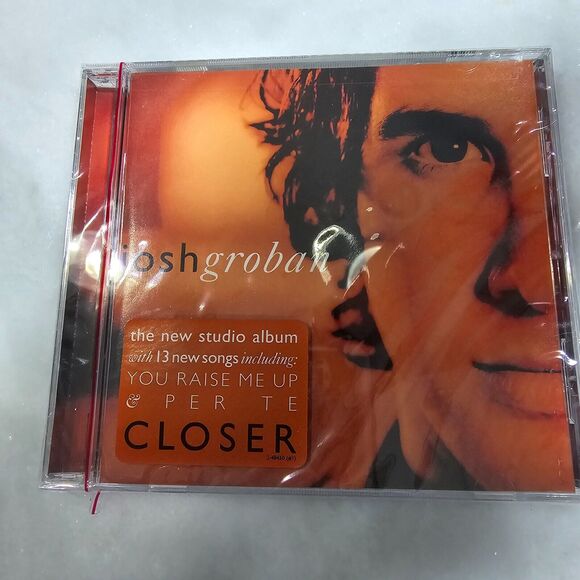 joshgroban
the new studio album
with 13 new songs including:
YOU RAISE ME UP
& PER TE
CLOSER